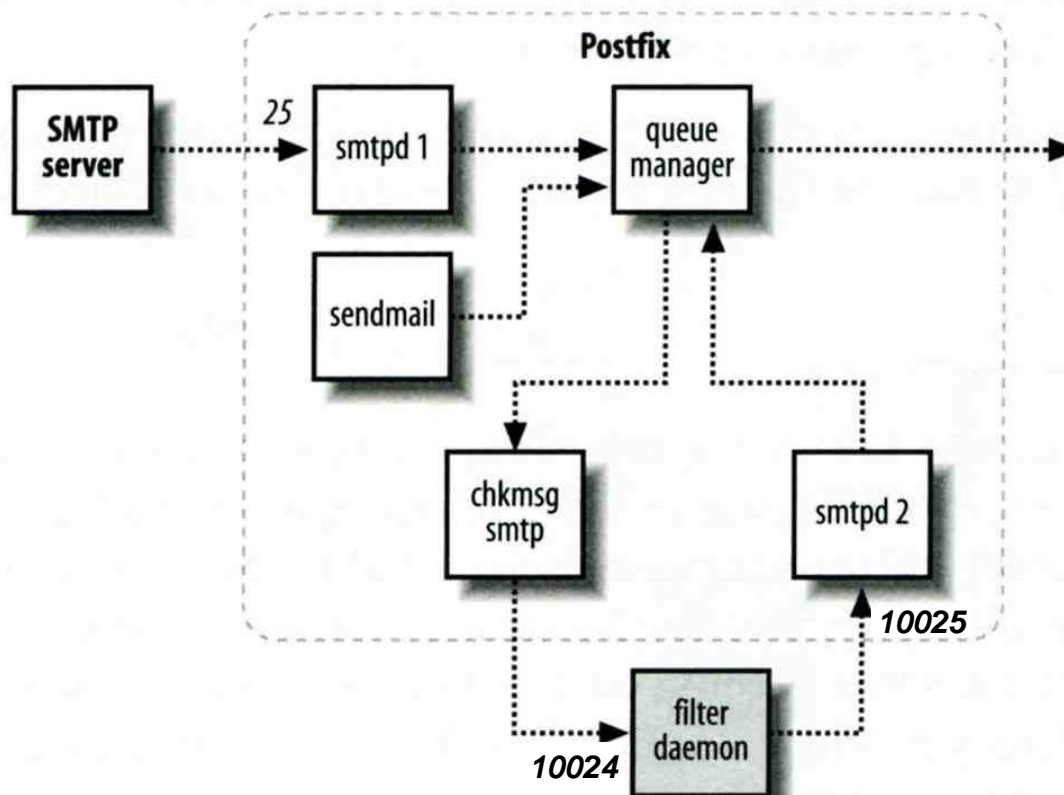 Postfix
SMTP
server
25
smtpd 1
queue
manager
sendmail
chkmsg
smtp
smtpd 2
10025
filter
daemon
10024